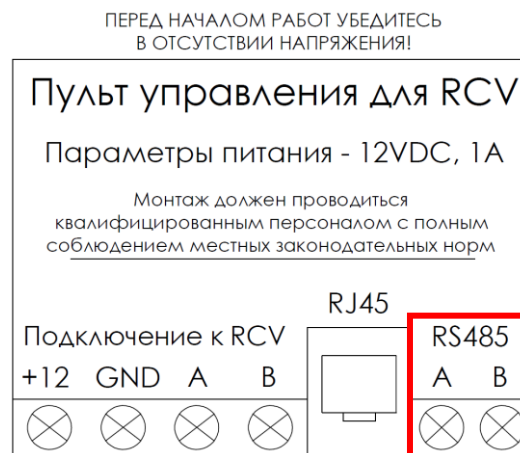 ПЕРЕД НАЧАЛОМ РАБОТ УБЕДИТЕСЬ
В ОТСУТСТВИИ НАПРЯЖЕНИЯ!
Пульт управления для RCV
Параметры питания - 12VDC, 1A
Монтаж должен проводиться
квалифицированным персоналом с полным
соблюдением местных законодательных норм
RJ45
Подключение к RCV RS485
+12 GND A B A B